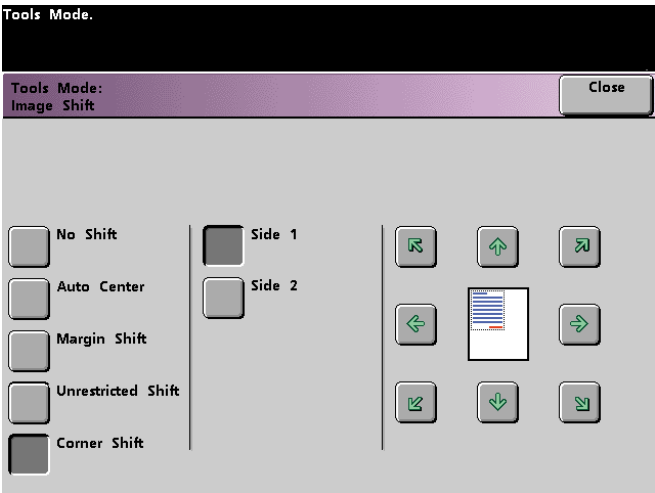 Tools Mode.
Tools Mode:
Close
Image Shift
No Shift
Side 1
Auto Center
Side 2
Margin Shift
Unrestricted Shift
Corner Shift